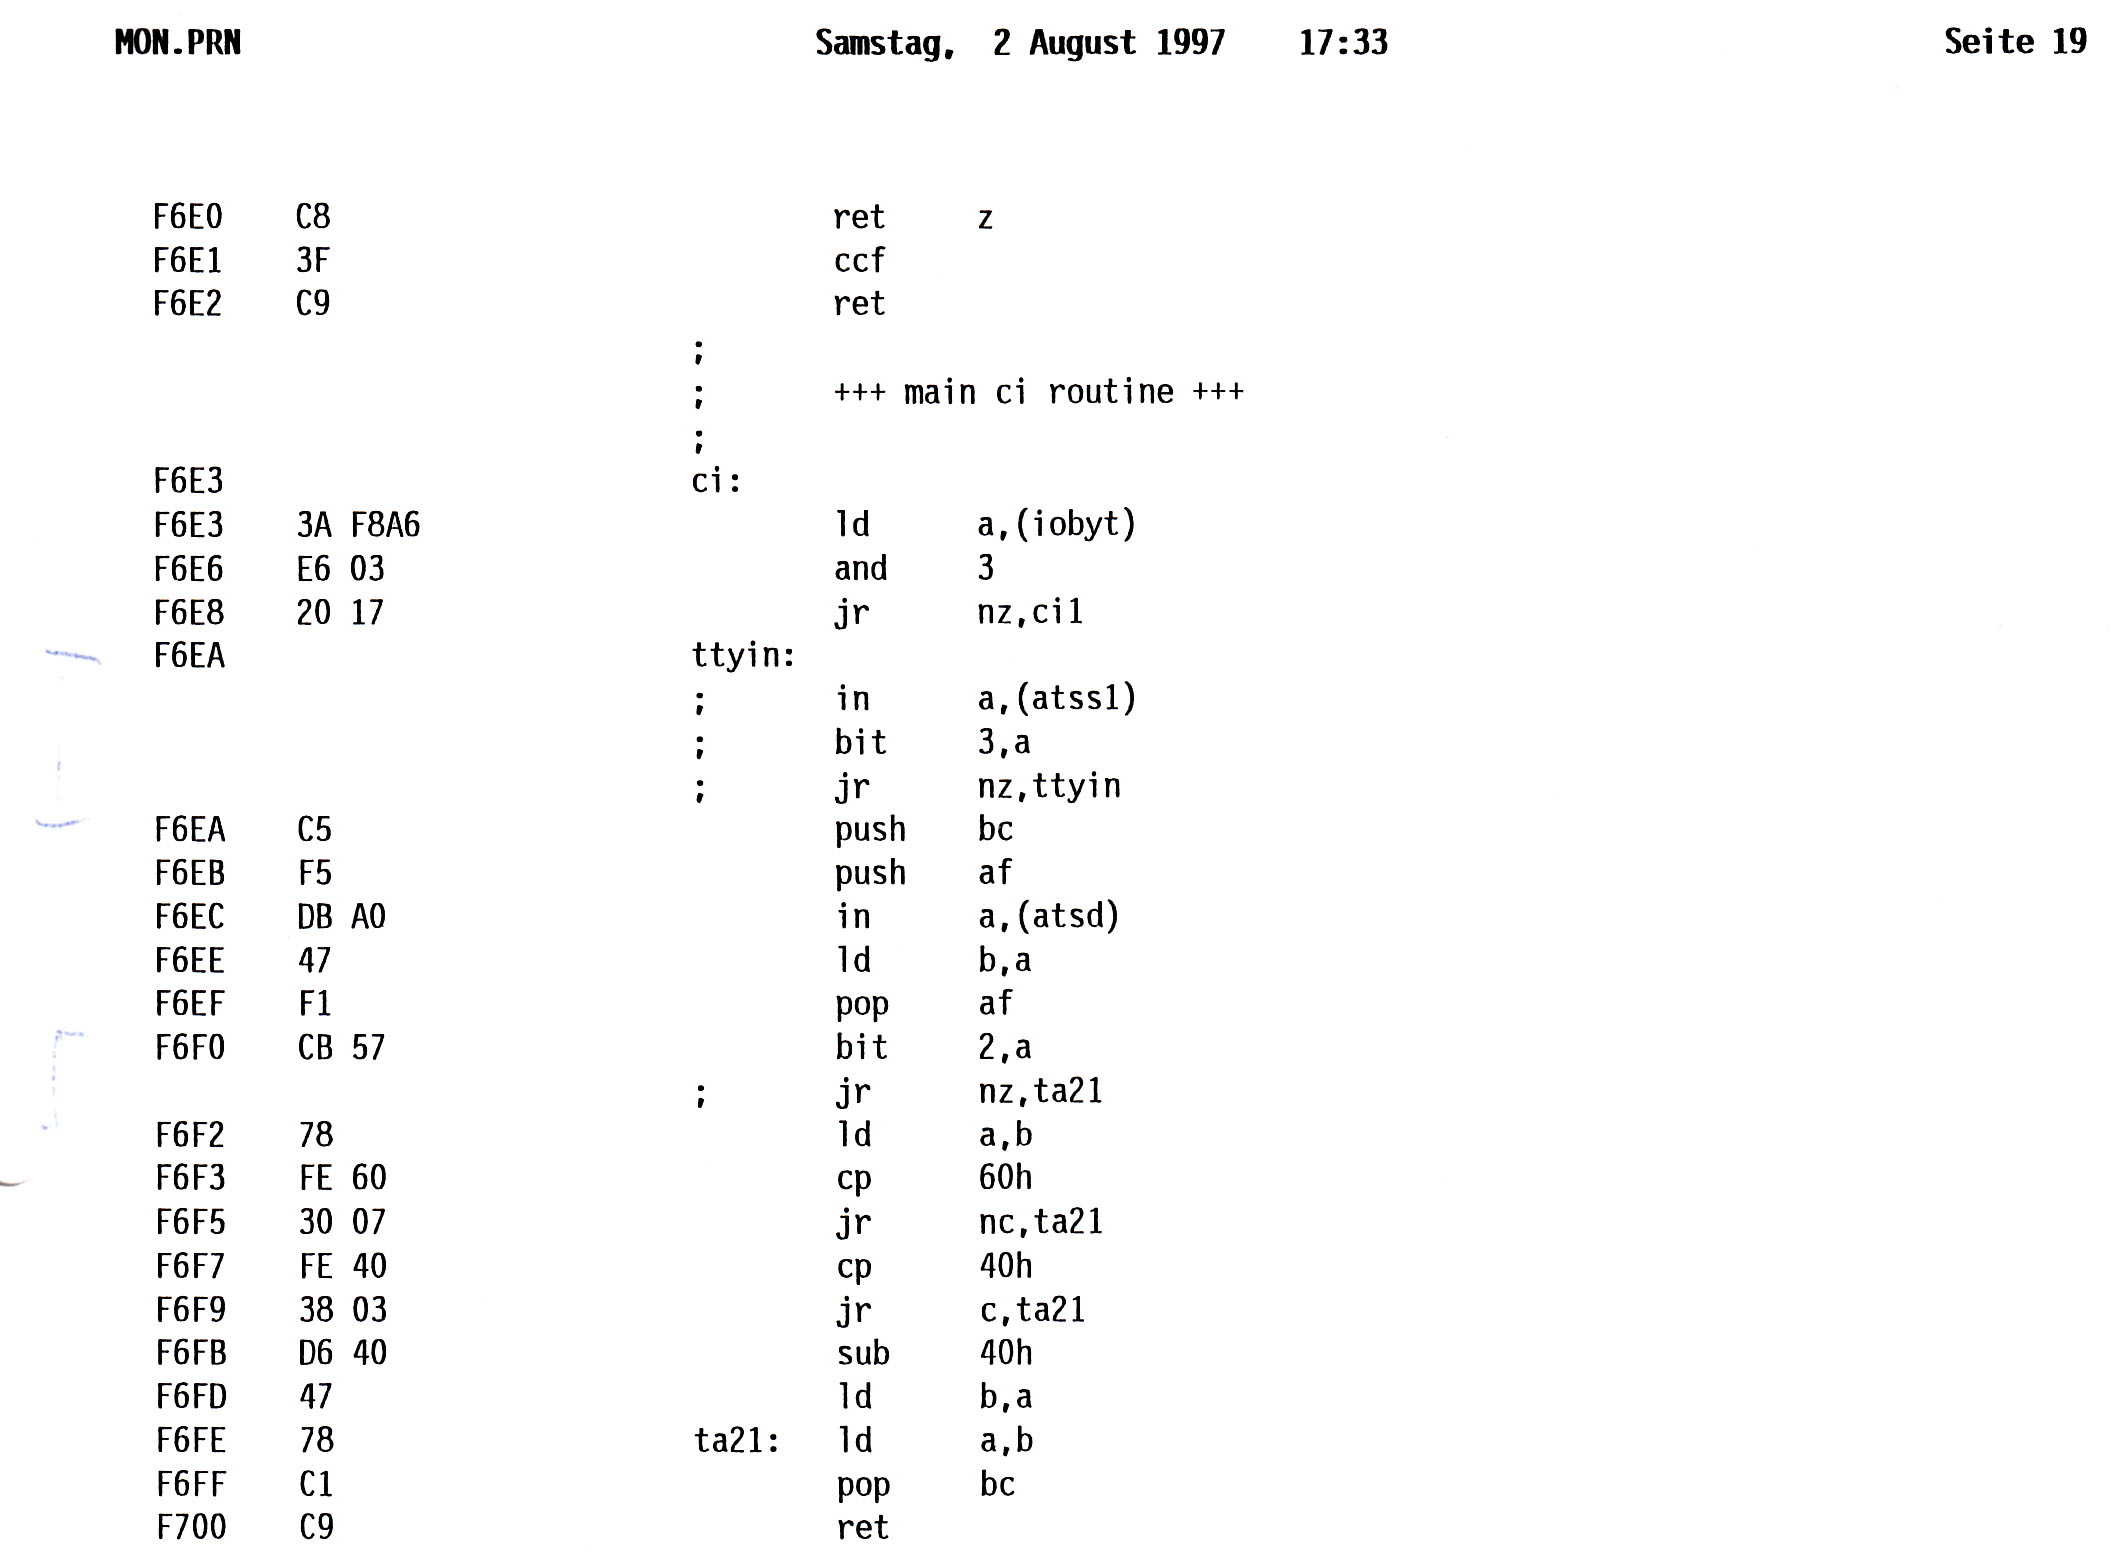 MON.PRN Samstag, 2 August 1997 17:33 Seite 19
F6E0 C8 ret z
F6E1 3F ccf
F6E2 C9 ret
;
; +++ main ci routine +++
;
F6E3 ci:
F6E3 3A F8A6 ld a,(iobyt)
F6E6 E6 03 and 3
F6E8 20 17 jr nz,ci1
F6EA ttyin:
; in a,(atss1)
; bit 3,a
; jr nz,ttyin
F6EA C5 push bc
F6EB F5 push af
F6EC DB A0 in a,(atsd)
F6EE 47 ld b,a
F6EF F1 pop af
F6F0 CB 57 bit 2,a
; jr nz,ta21
F6F2 78 ld a,b
F6F3 FE 60 cp 60h
F6F5 30 07 jr nc,ta21
F6F7 FE 40 cp 40h
F6F9 38 03 jr c,ta21
F6FB D6 40 sub 40h
F6FD 47 ld b,a
F6FE 78 ta21: ld a,b
F6FF C1 pop bc
F700 C9 ret